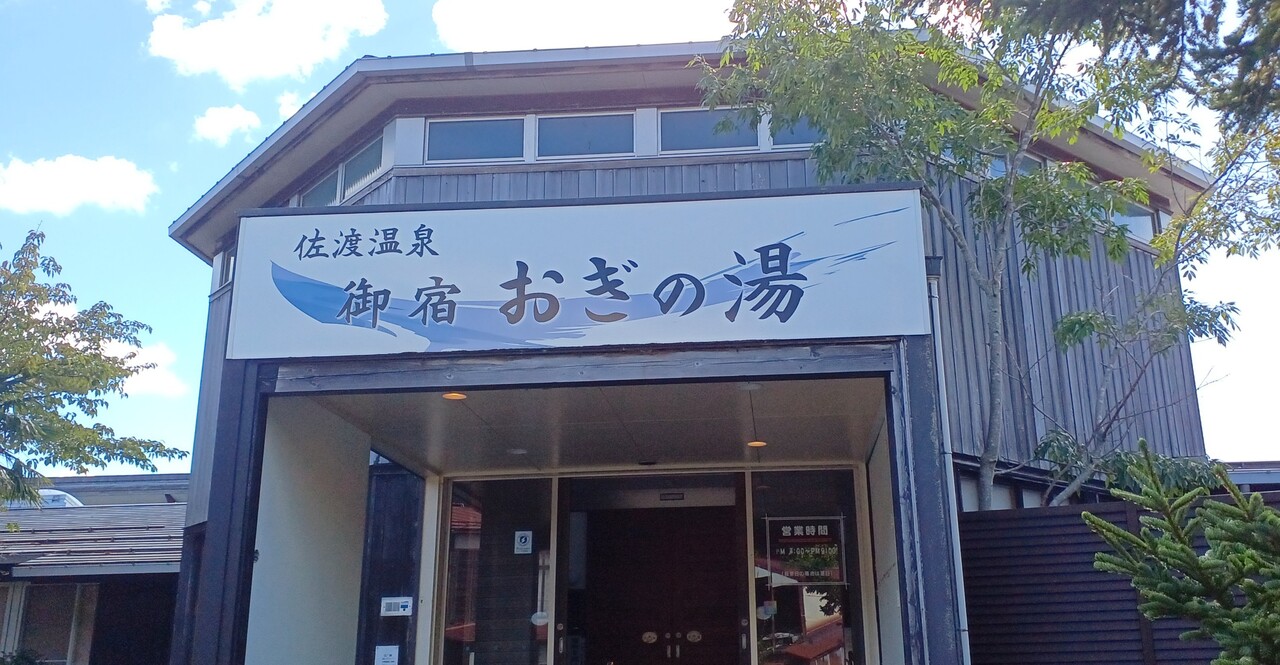 佐渡温泉
御宿 おぎの湯
営業時間